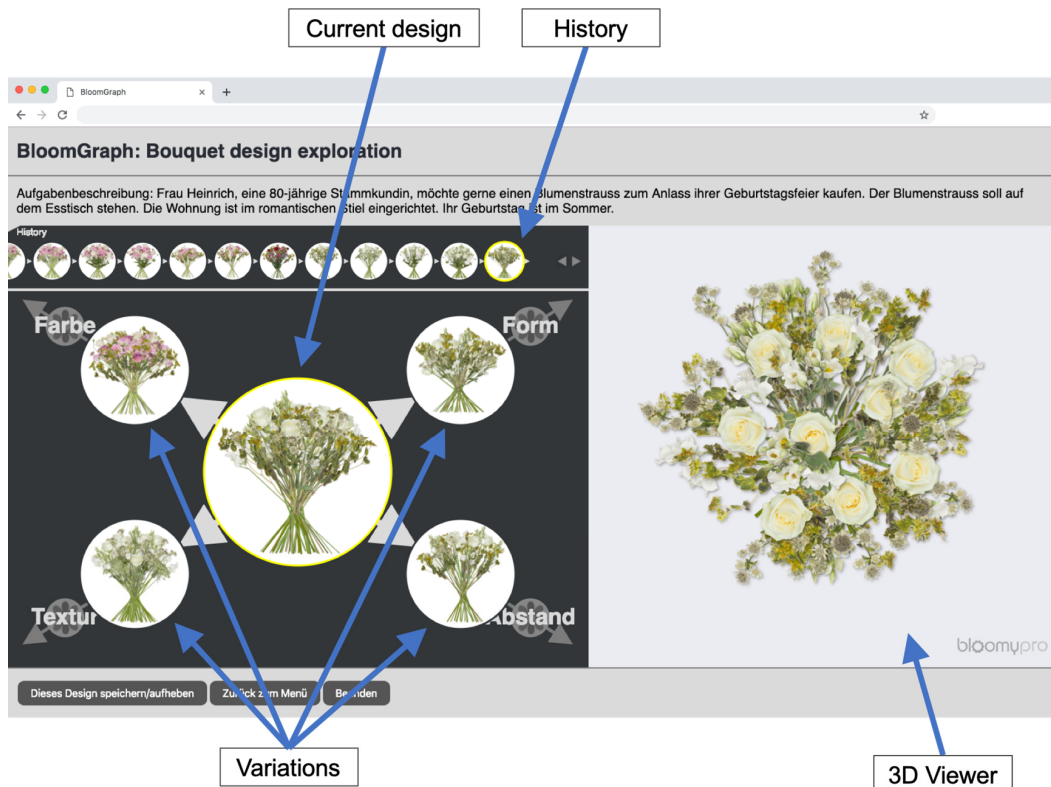 Current design
History
BloomGraph
BloomGraph: Bouquet design exploration
Aufgabenbeschreibung: Frau Heinrich, eine 80-jährige Stammkundin, möchte gerne einen Blumenstrauss zum Anlass ihrer Geburtstagsfeier kaufen. Der Blumenstrauss soll auf
dem Esstisch stehen. Die Wohnung ist im romantischen Stiel eingerichtet. Ihr Geburtstag ist im Sommer.
History
Farbe
Form
Textur
Abstand
bloomypro
Dieses Design speichern/aufheben
Zurück zum Menü
Beenden
Variations
3D Viewer